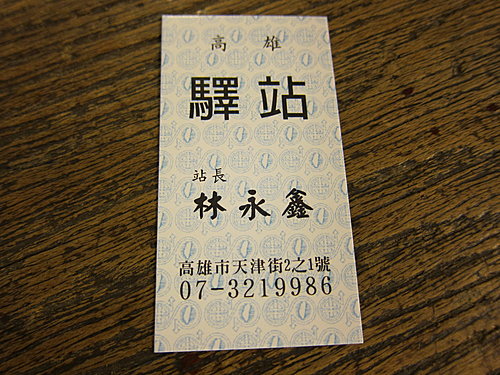 高雄
驛站
站長
林永鑫
高雄市天津街2之1號
07-3219986